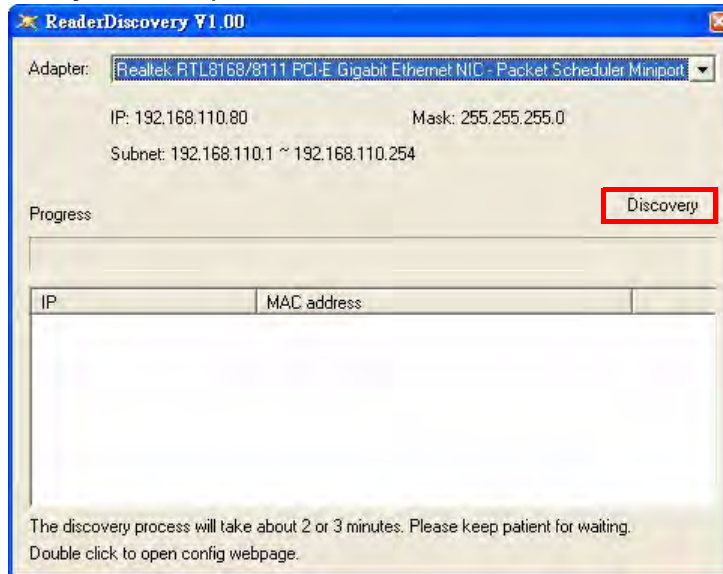 ReaderDiscovery V1.00
Adapter: Realtek RTL8168/8111 PCI-E Gigabit Ethernet NIC - Packet Scheduler Miniport
IP: 192.168.110.80 Mask: 255.255.255.0
Subnet: 192.168.110.1 ~ 192.168.110.254
Discovery
Progress
IP MAC address
The discovery process will take about 2 or 3 minutes. Please keep patient for waiting.
Double click to open config webpage.